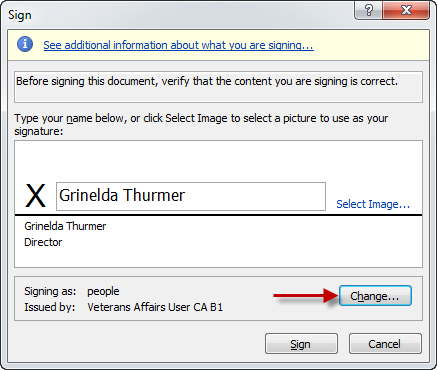 Sign
See additional information about what you are signing...
Before signing this document, verify that the content you are signing is correct.
Type your name below, or click Select Image to select a picture to use as your
signature:
X Grinelda Thurmer
Select Image...
Grinelda Thurmer
Director
Signing as: people
Change...
Issued by: Veterans Affairs User CA B1
Sign Cancel